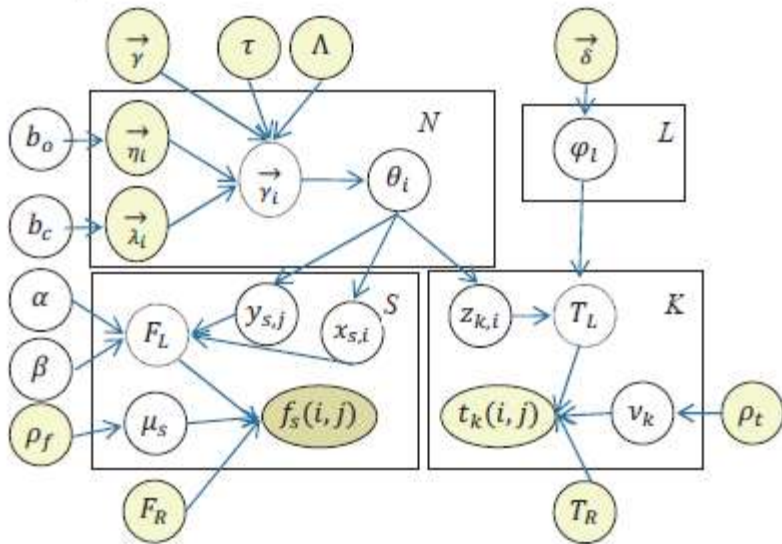 γ⃗ τ Λ δ⃗
b_o η⃗_i N φ_l L
γ⃗_i θ_i
b_c λ⃗_i
α F_L y_{s,j} x_{s,i} S z_{k,i} T_L K
β
ρ_f μ_s f_s(i,j) t_k(i,j) ν_k ρ_t
F_R T_R